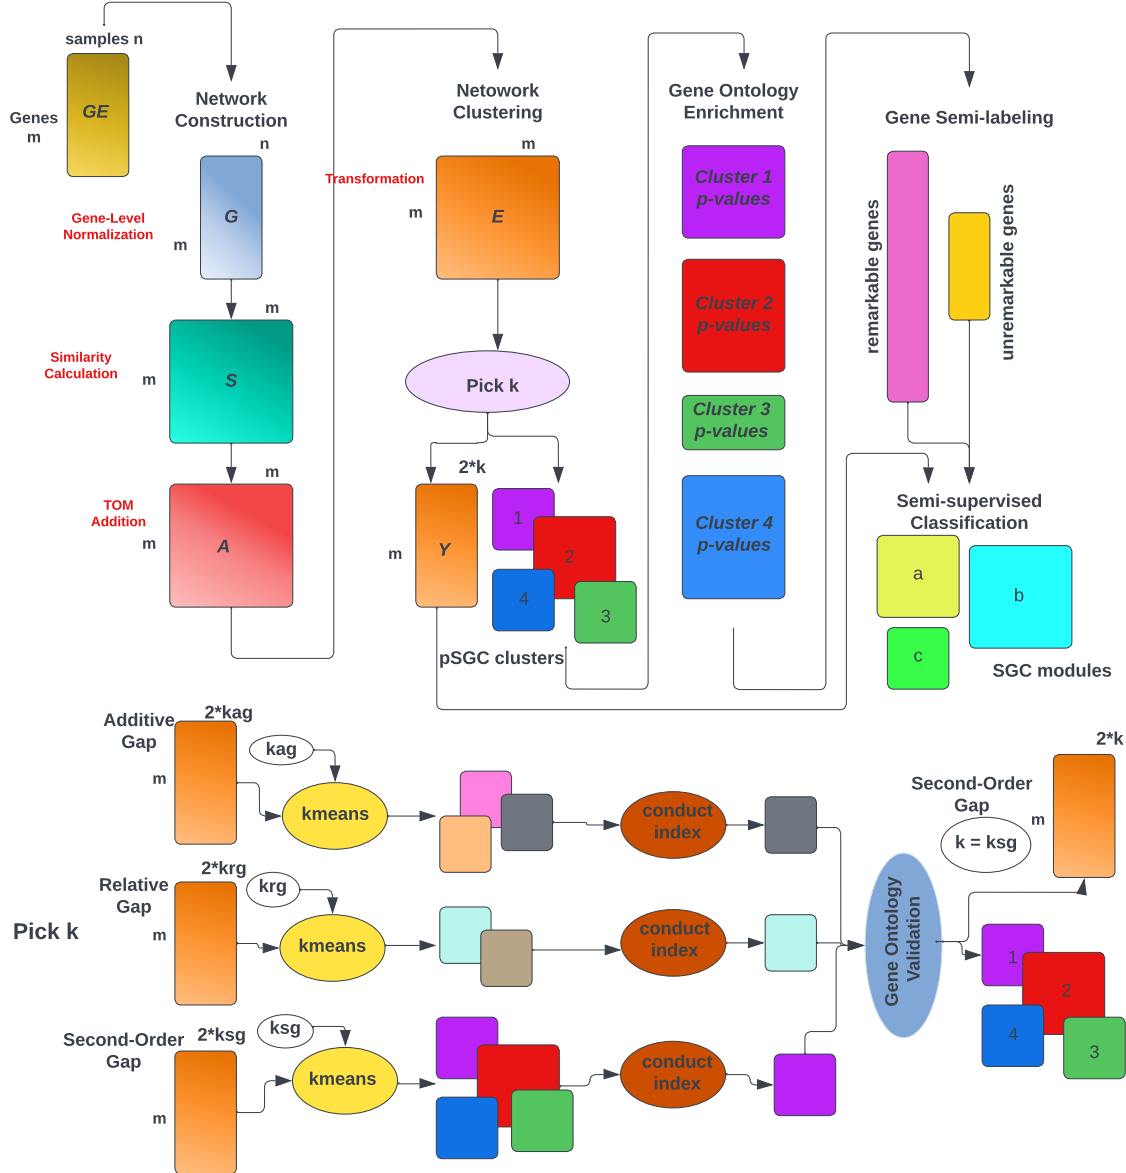 samples n
Genes
m
GE
Network
Construction
n
Gene-Level
Normalization
m
G
m
Similarity
Calculation
m
S
m
TOM
Addition
m
A
Netowork
Clustering
m
Transformation
m
E
Pick k
2*k
m
Y
1
2
4
3
pSGC clusters
Gene Ontology
Enrichment
Cluster 1
p-values
Cluster 2
p-values
Cluster 3
p-values
Cluster 4
p-values
Gene Semi-labeling
remarkable genes
unremarkable genes
Semi-supervised
Classification
a
b
c
SGC modules
Pick k
Additive
Gap
2*kag
m
kag
kmeans
conduct
index
Relative
Gap
2*krg
m
krg
kmeans
conduct
index
Second-Order
Gap
2*ksg
m
ksg
kmeans
conduct
index
Gene Ontology
Validation
Second-Order
Gap
k = ksg
2*k
m
1
2
4
3